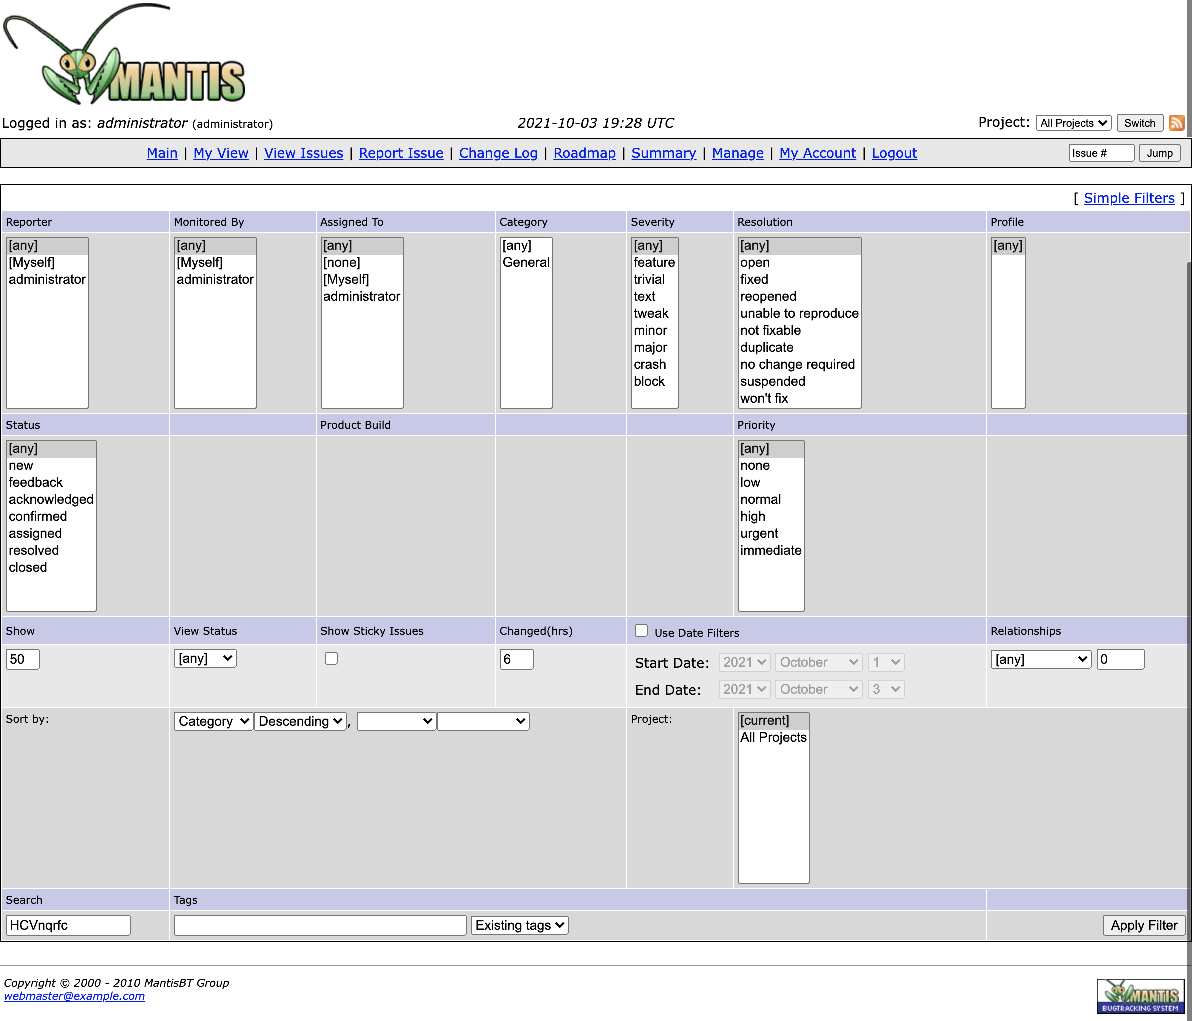 MANTIS
Logged in as: administrator (administrator)
2021-10-03 19:28 UTC
Project: All Projects Switch
Main | My View | View Issues | Report Issue | Change Log | Roadmap | Summary | Manage | My Account | Logout
Issue # Jump
[ Simple Filters ]
Reporter Monitored By Assigned To Category Severity Resolution Profile
[any]
[Myself]
administrator
[any]
[Myself]
administrator
[any]
[none]
[Myself]
administrator
[any]
General
[any]
feature
trivial
text
tweak
minor
major
crash
block
[any]
open
fixed
reopened
unable to reproduce
not fixable
duplicate
no change required
suspended
won't fix
[any]
Status Product Build Priority
[any]
new
feedback
acknowledged
confirmed
assigned
resolved
closed
[any]
none
low
normal
high
urgent
immediate
Show View Status Show Sticky Issues Changed(hrs) Use Date Filters Relationships
50 [any] 6
Start Date: 2021 October 1
End Date: 2021 October 3
[any] 0
Sort by: Category Descending ,
Project:
[current]
All Projects
Search Tags
HCVnqrfc Existing tags Apply Filter
Copyright © 2000 - 2010 MantisBT Group
webmaster@example.com
MANTIS
BUGTRACKING SYSTEM